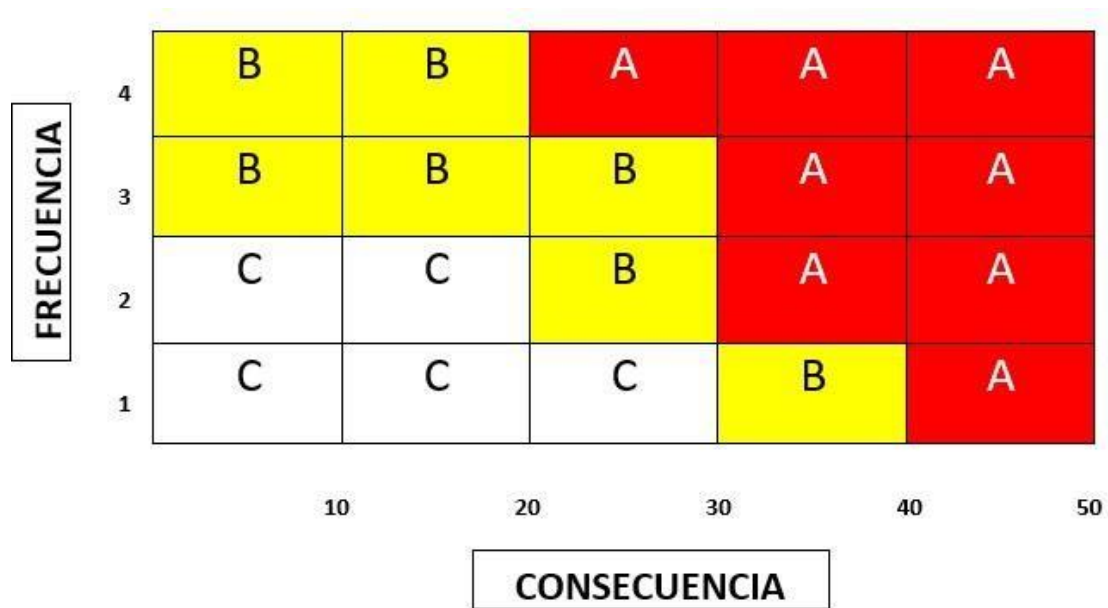 B B A A A
4
B B B A A
3
C C B A A
2
C C C B A
1
FRECUENCIA
10 20 30 40 50
CONSECUENCIA